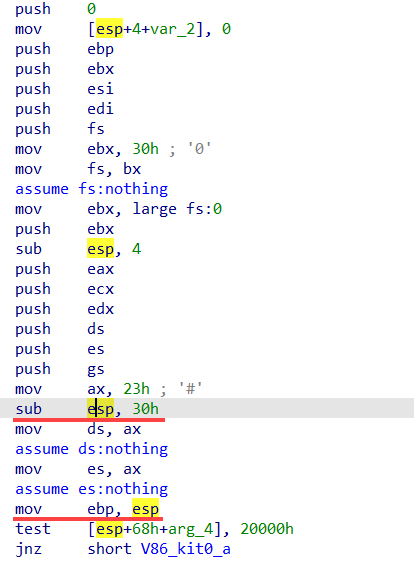 push 0
mov [esp+4+var_2], 0
push ebp
push ebx
push esi
push edi
push fs
mov ebx, 30h ; '0'
mov fs, bx
assume fs:nothing
mov ebx, large fs:0
push ebx
sub esp, 4
push eax
push ecx
push edx
push ds
push es
push gs
mov ax, 23h ; '#'
sub esp, 30h
mov ds, ax
assume ds:nothing
mov es, ax
assume es:nothing
mov ebp, esp
test [esp+68h+arg_4], 20000h
jnz short V86_kit0_a